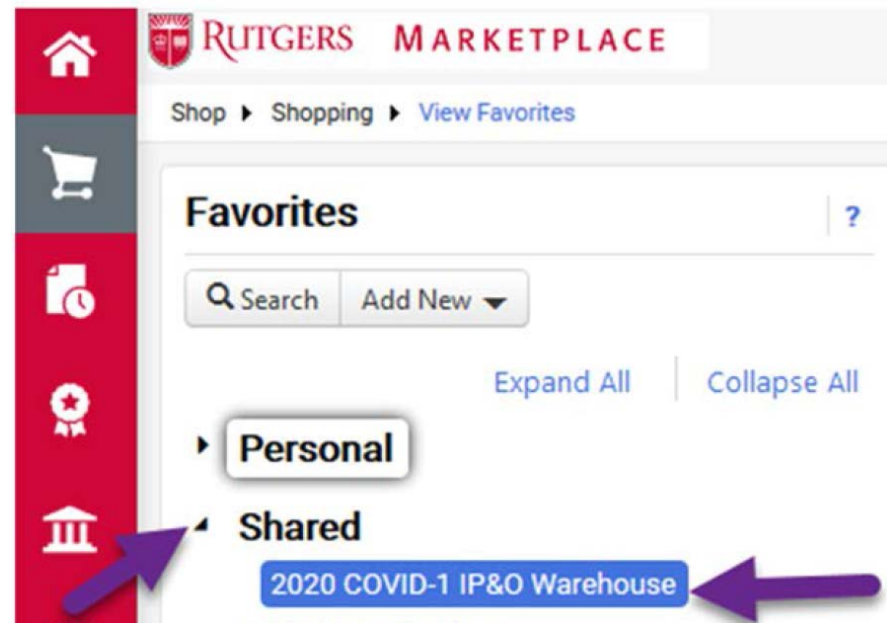 RUTGERS MARKETPLACE
Shop ▸ Shopping ▸ View Favorites
Favorites ?
Search Add New
Expand All Collapse All
Personal
Shared
2020 COVID-1 IP&O Warehouse